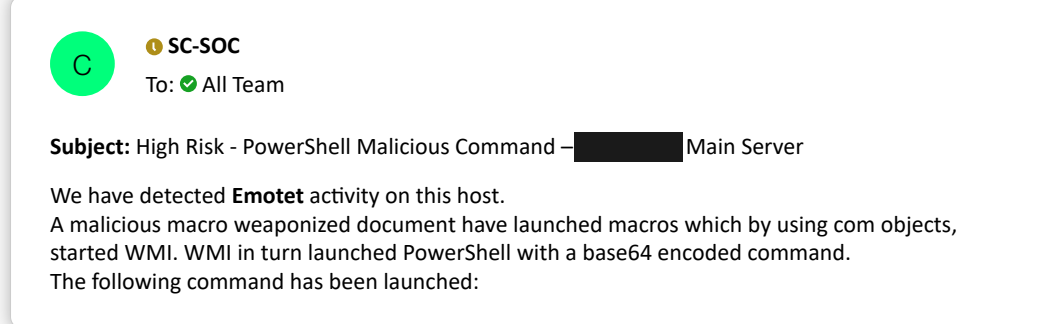 C
SC-SOC
To: All Team
Subject: High Risk - PowerShell Malicious Command – Main Server
We have detected Emotet activity on this host.
A malicious macro weaponized document have launched macros which by using com objects,
started WMI. WMI in turn launched PowerShell with a base64 encoded command.
The following command has been launched: